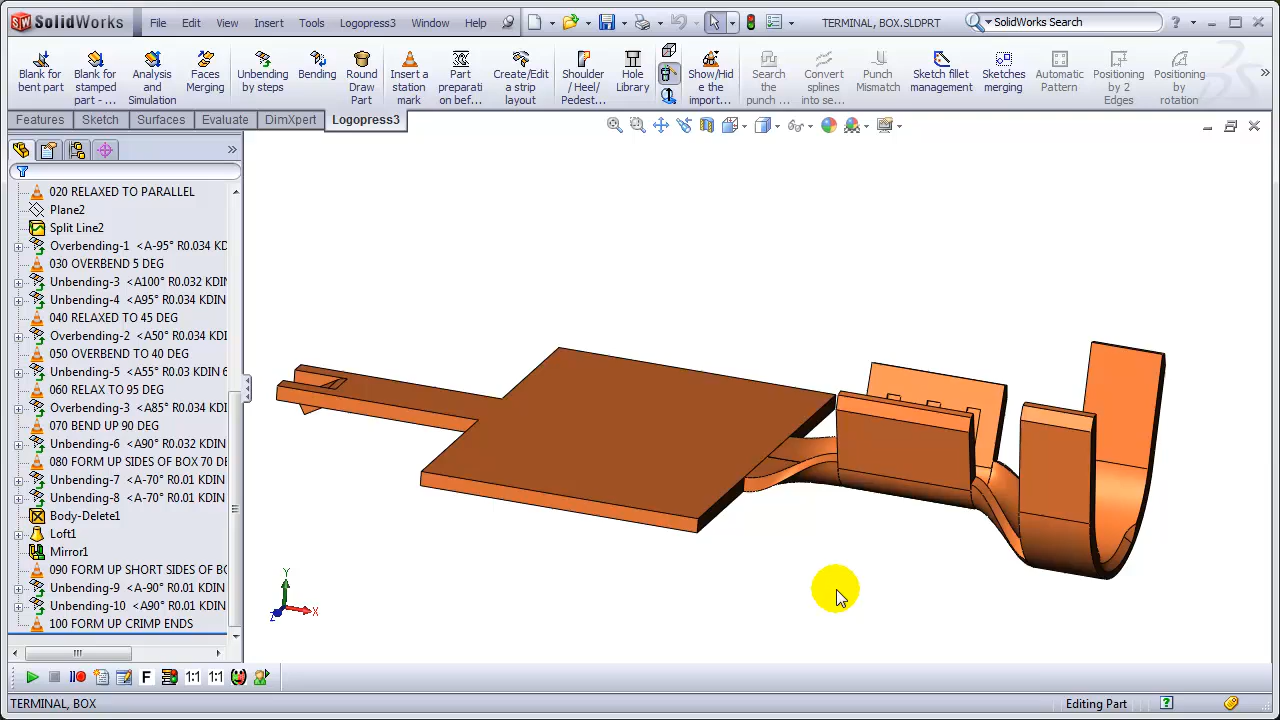 SolidWorks File Edit View Insert Tools Logopress3 Window Help TERMINAL, BOX.SLDPRT SolidWorks Search
Blank for bent part
Blank for stamped part - ...
Analysis and Simulation
Faces Merging
Unbending by steps
Bending
Round Draw Part
Insert a station mark
Part preparati on bef...
Create/Edit a strip layout
Shoulder / Heel / Pedest...
Hole Library
Show/Hid e the import...
Search the punch ...
Convert splines into se...
Punch Mismatch
Sketch fillet management
Sketches merging
Automatic Pattern
Positioning by 2 Edges
Positioning by rotation
Features Sketch Surfaces Evaluate DimXpert Logopress3
020 RELAXED TO PARALLEL
Plane2
Split Line2
Overbending-1 <A-95° R0.034 KD
030 OVERBEND 5 DEG
Unbending-3 <A100° R0.032 KDIN
Unbending-4 <A95° R0.034 KDIN
040 RELAXED TO 45 DEG
Overbending-2 <A50° R0.034 KDI
050 OVERBEND TO 40 DEG
Unbending-5 <A55° R0.03 KDIN 6
060 RELAX TO 95 DEG
Overbending-3 <A85° R0.034 KDI
070 BEND UP 90 DEG
Unbending-6 <A90° R0.032 KDIN
080 FORM UP SIDES OF BOX 70 DE
Unbending-7 <A-70° R0.01 KDIN
Unbending-8 <A-70° R0.01 KDIN
Body-Delete1
Loft1
Mirror1
090 FORM UP SHORT SIDES OF BO
Unbending-9 <A-90° R0.01 KDIN
Unbending-10 <A90° R0.01 KDIN
100 FORM UP CRIMP ENDS
Y
X
Z
F 1:1 1:1
TERMINAL, BOX Editing Part